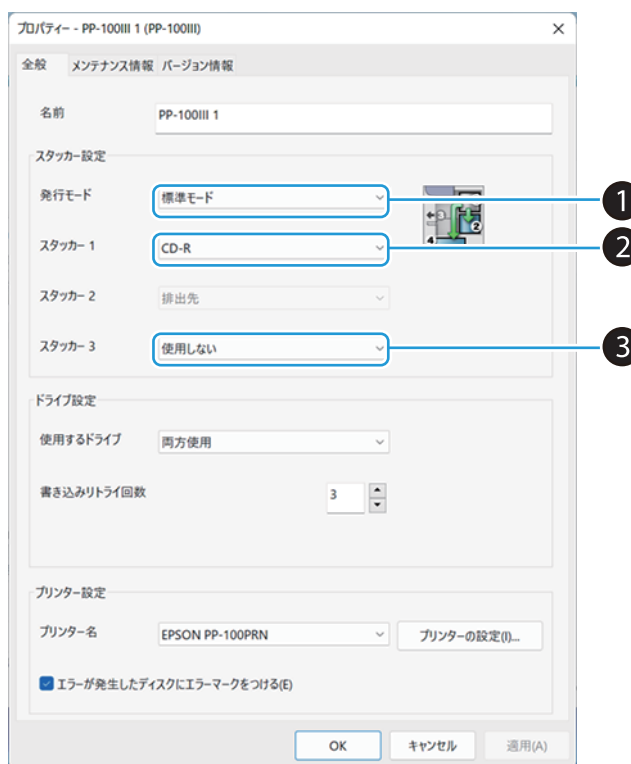 プロパティー - PP-100III 1 (PP-100III)
全般 メンテナンス情報 バージョン情報
名前 PP-100III 1
スタッカー設定
発行モード 標準モード 1
スタッカー 1 CD-R 2
スタッカー 2 排出先
スタッカー 3 使用しない 3
ドライブ設定
使用するドライブ 両方使用
書き込みリトライ回数 3
プリンター設定
プリンター名 EPSON PP-100PRN プリンターの設定(I)...
エラーが発生したディスクにエラーマークをつける(E)
OK キャンセル 適用(A)